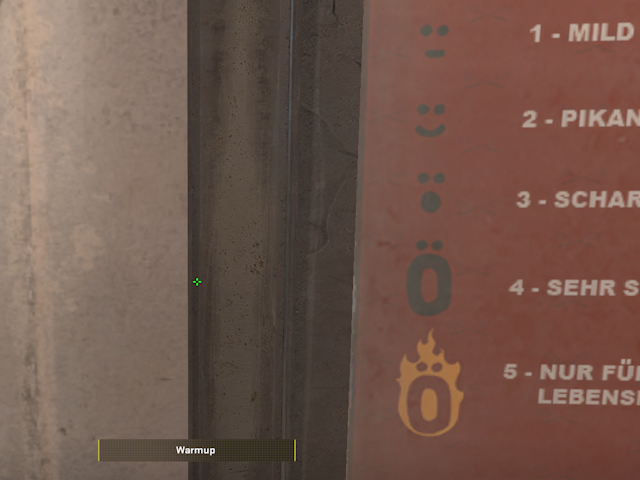 1 - MILD
2 - PIKAN
3 - SCHAR
4 - SEHR S
5 - NUR FÜ
LEBENS
Warmup